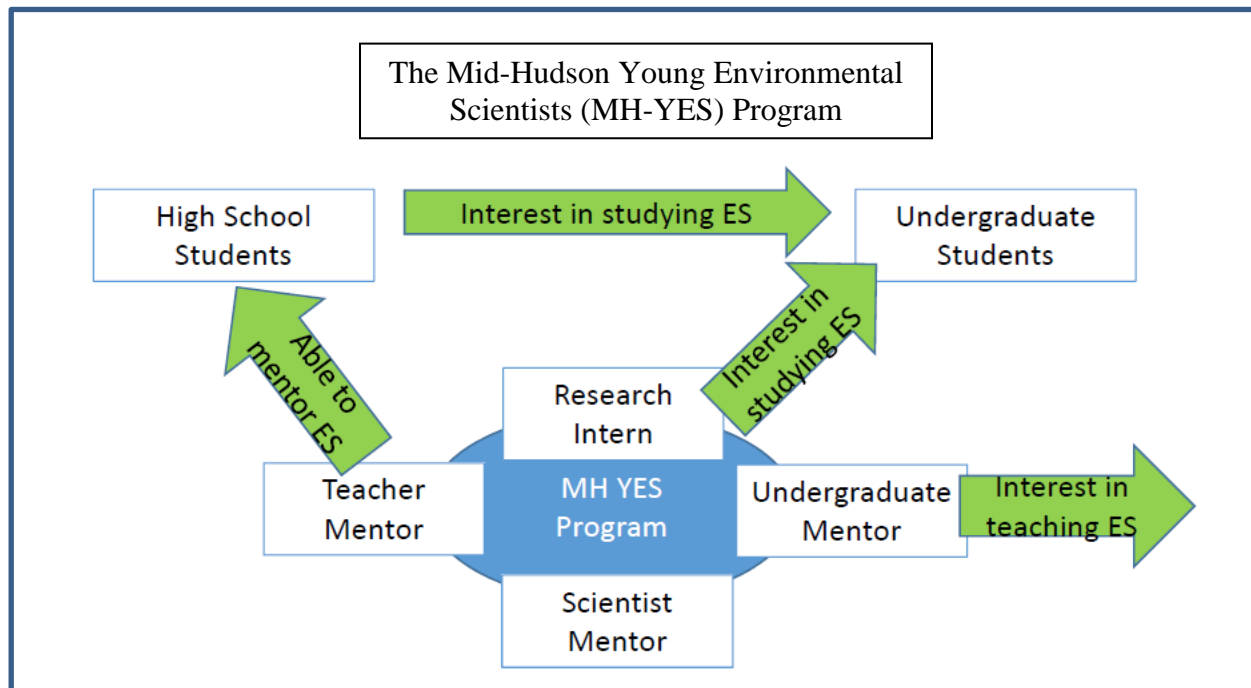 The Mid-Hudson Young Environmental
Scientists (MH-YES) Program
High School
Students
Interest in studying ES
Undergraduate
Students
Able to
mentor ES
Interest in
studying ES
Research
Intern
Teacher
Mentor
MH YES
Program
Undergraduate
Mentor
Interest in
teaching ES
Scientist
Mentor